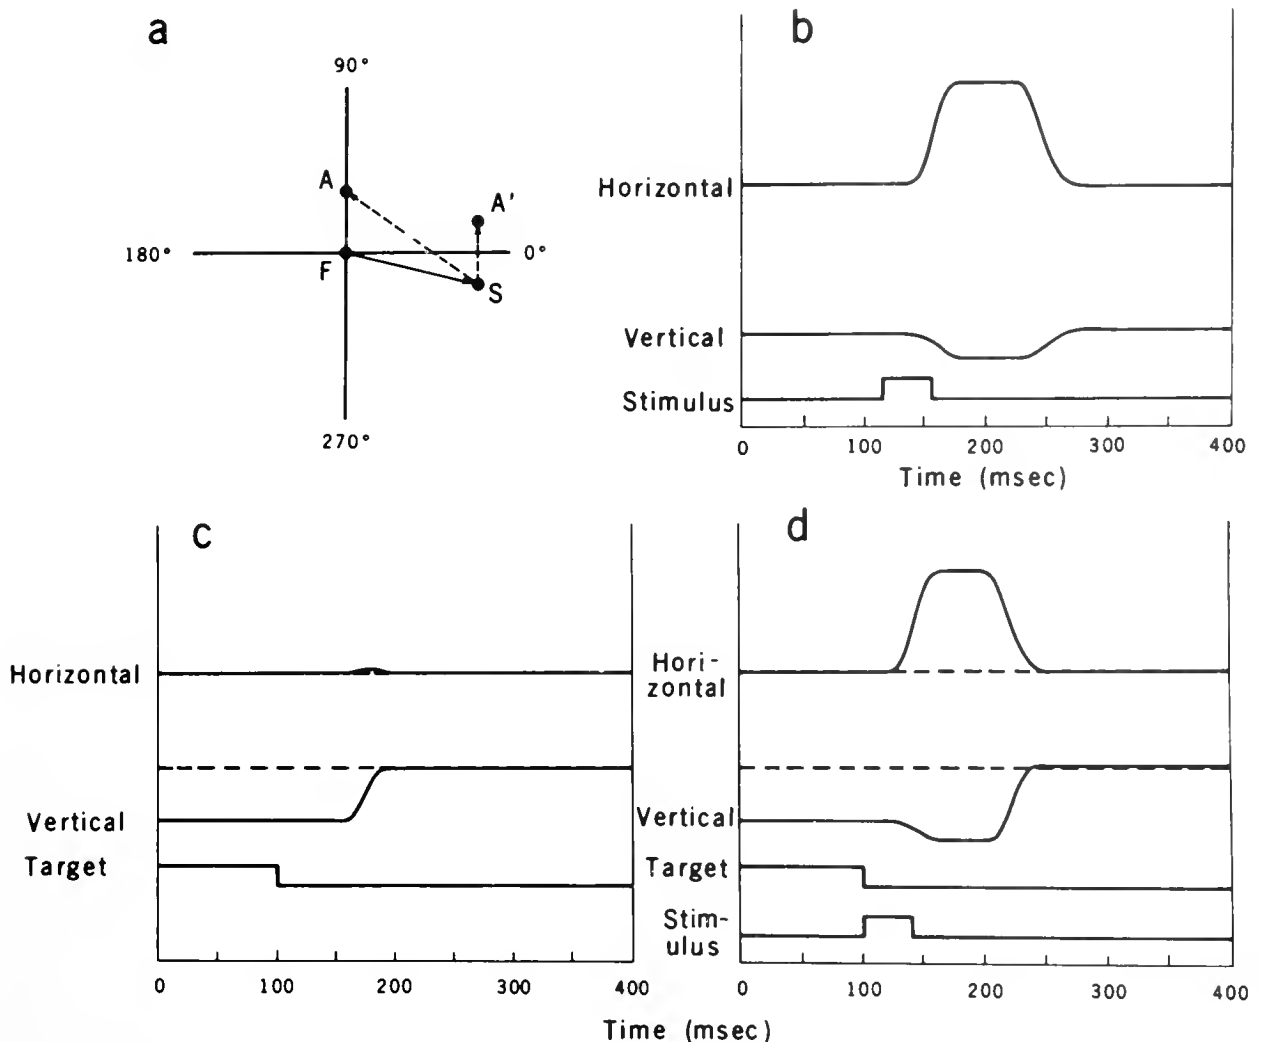 a
90°
A
A'
180°
0°
F
S
270°
b
Horizontal
Vertical
Stimulus
0 100 200 300 400
Time (msec)
c
Horizontal
Vertical
Target
0 100 200 300 400
d
Hori-
zontal
Vertical
Target
Stim-
ulus
0 100 200 300 400
Time (msec)